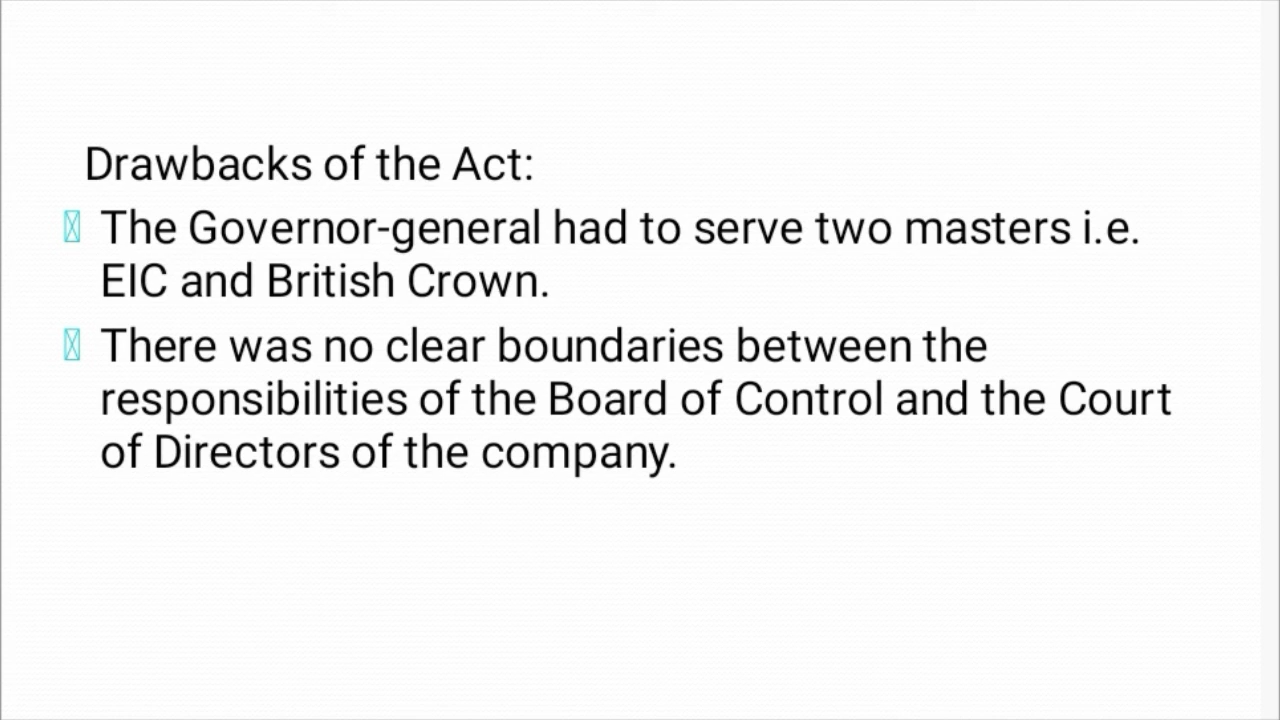 Drawbacks of the Act:
The Governor-general had to serve two masters i.e.
EIC and British Crown.
There was no clear boundaries between the
responsibilities of the Board of Control and the Court
of Directors of the company.